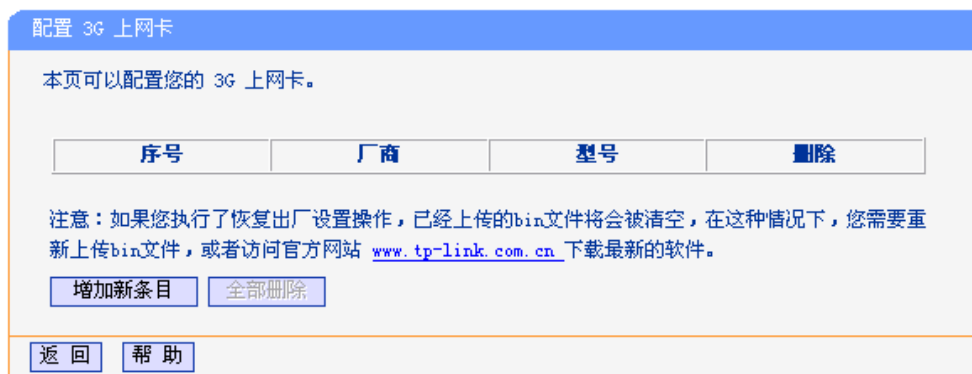 配置 3G 上网卡
本页可以配置您的 3G 上网卡。
序号 厂商 型号 删除
注意：如果您执行了恢复出厂设置操作，已经上传的bin文件将会被清空，在这种情况下，您需要重
新上传bin文件，或者访问官方网站 www.tp-link.com.cn 下载最新的软件。
增加新条目 全部删除
返 回 帮 助